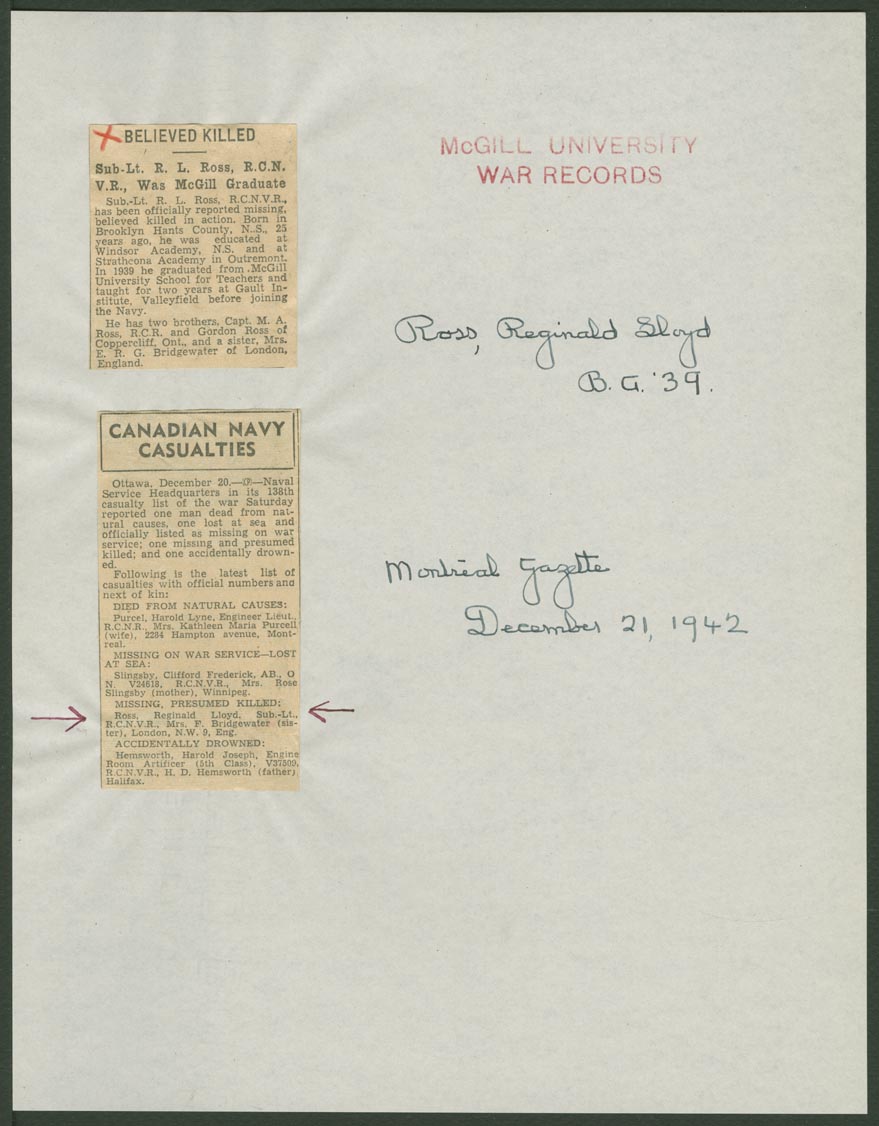 BELIEVED KILLED
Sub-Lt. R. L. Ross, R.C.N.
V.R., Was McGill Graduate
Sub.-Lt. R. L. Ross, R.C.N.V.R.,
has been officially reported missing,
believed killed in action. Born in
Brooklyn Hants County, N.S., 25
years ago, he was educated at
Windsor Academy, N.S. and at
Strathcona Academy in Outremont.
In 1939 he graduated from McGill
University School for Teachers and
taught for two years at Gault In-
stitute, Valleyfield before joining
the Navy.
He has two brothers, Capt. M. A.
Ross, R.C.R. and Gordon Ross of
Coppercliff, Ont., and a sister, Mrs.
E. R. G. Bridgewater of London,
England.
McGILL UNIVERSITY
WAR RECORDS
Ross, Reginald Lloyd
B.A. '39.
CANADIAN NAVY
CASUALTIES
Ottawa, December 20.—(CP)—Naval
Service Headquarters in its 138th
casualty list of the war Saturday
reported one man dead from nat-
ural causes, one lost at sea and
officially listed as missing on war
service; one missing and presumed
killed; and one accidentally drown-
ed.
Following is the latest list of
casualties with official numbers and
next of kin:
DIED FROM NATURAL CAUSES:
Purcel, Harold Lyne, Engineer Lieut.,
R.C.N.R., Mrs. Kathleen Maria Purcell
(wife), 2284 Hampton avenue, Mont-
real.
MISSING ON WAR SERVICE—LOST
AT SEA:
Slingsby, Clifford Frederick, AB., O
N. V24618, R.C.N.V.R., Mrs. Rose
Slingsby (mother), Winnipeg.
MISSING, PRESUMED KILLED:
Ross, Reginald Lloyd, Sub.-Lt.,
R.C.N.V.R., Mrs. F. Bridgewater (sis-
ter), London, N.W. 9, Eng.
ACCIDENTALLY DROWNED:
Hemsworth, Harold Joseph, Engine
Room Artificer (5th Class), V37509,
R.C.N.V.R., H. D. Hemsworth (father)
Halifax.
Montreal Gazette
December 21, 1942